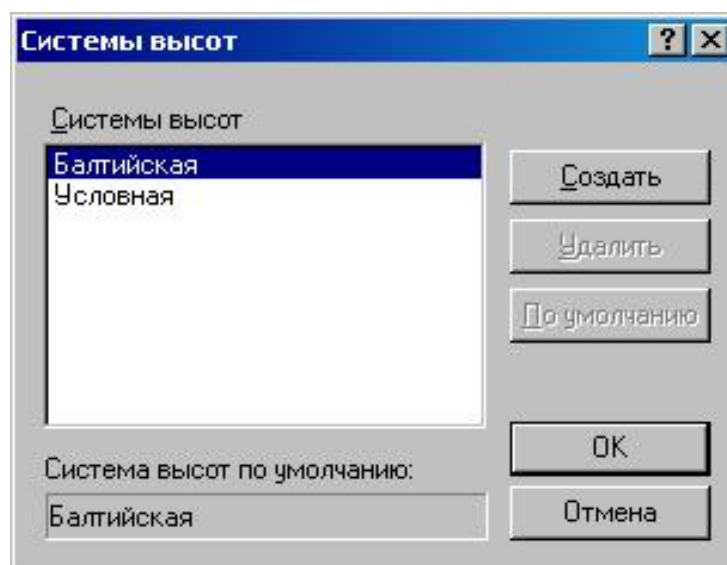 Системы высот
Системы высот
Балтийская
Условная
Создать
Удалить
По умолчанию
Система высот по умолчанию:
Балтийская
OK
Отмена